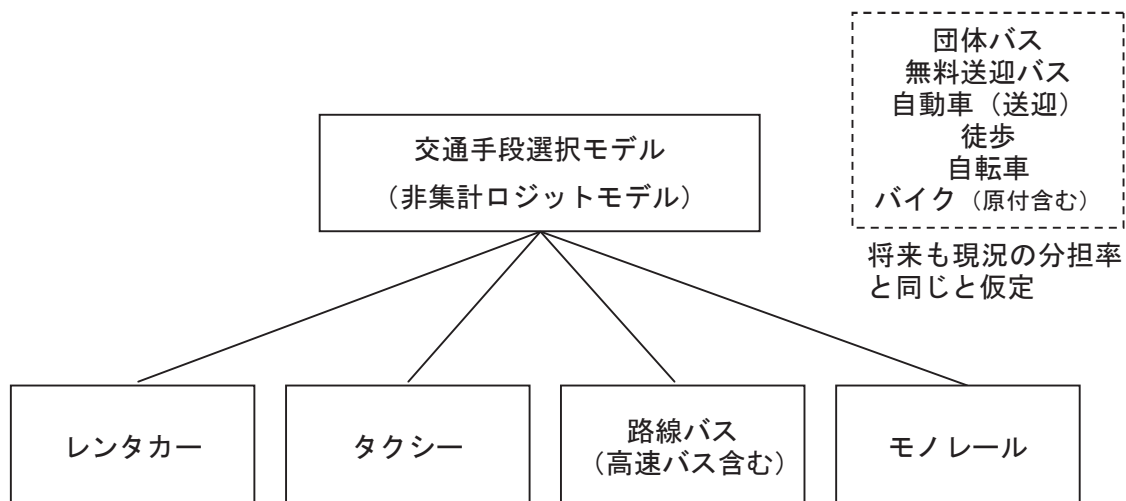 団体バス
無料送迎バス
自動車（送迎）
徒歩
自転車
バイク（原付含む）
将来も現況の分担率
と同じと仮定
交通手段選択モデル
（非集計ロジットモデル）
レンタカー
タクシー
路線バス
（高速バス含む）
モノレール